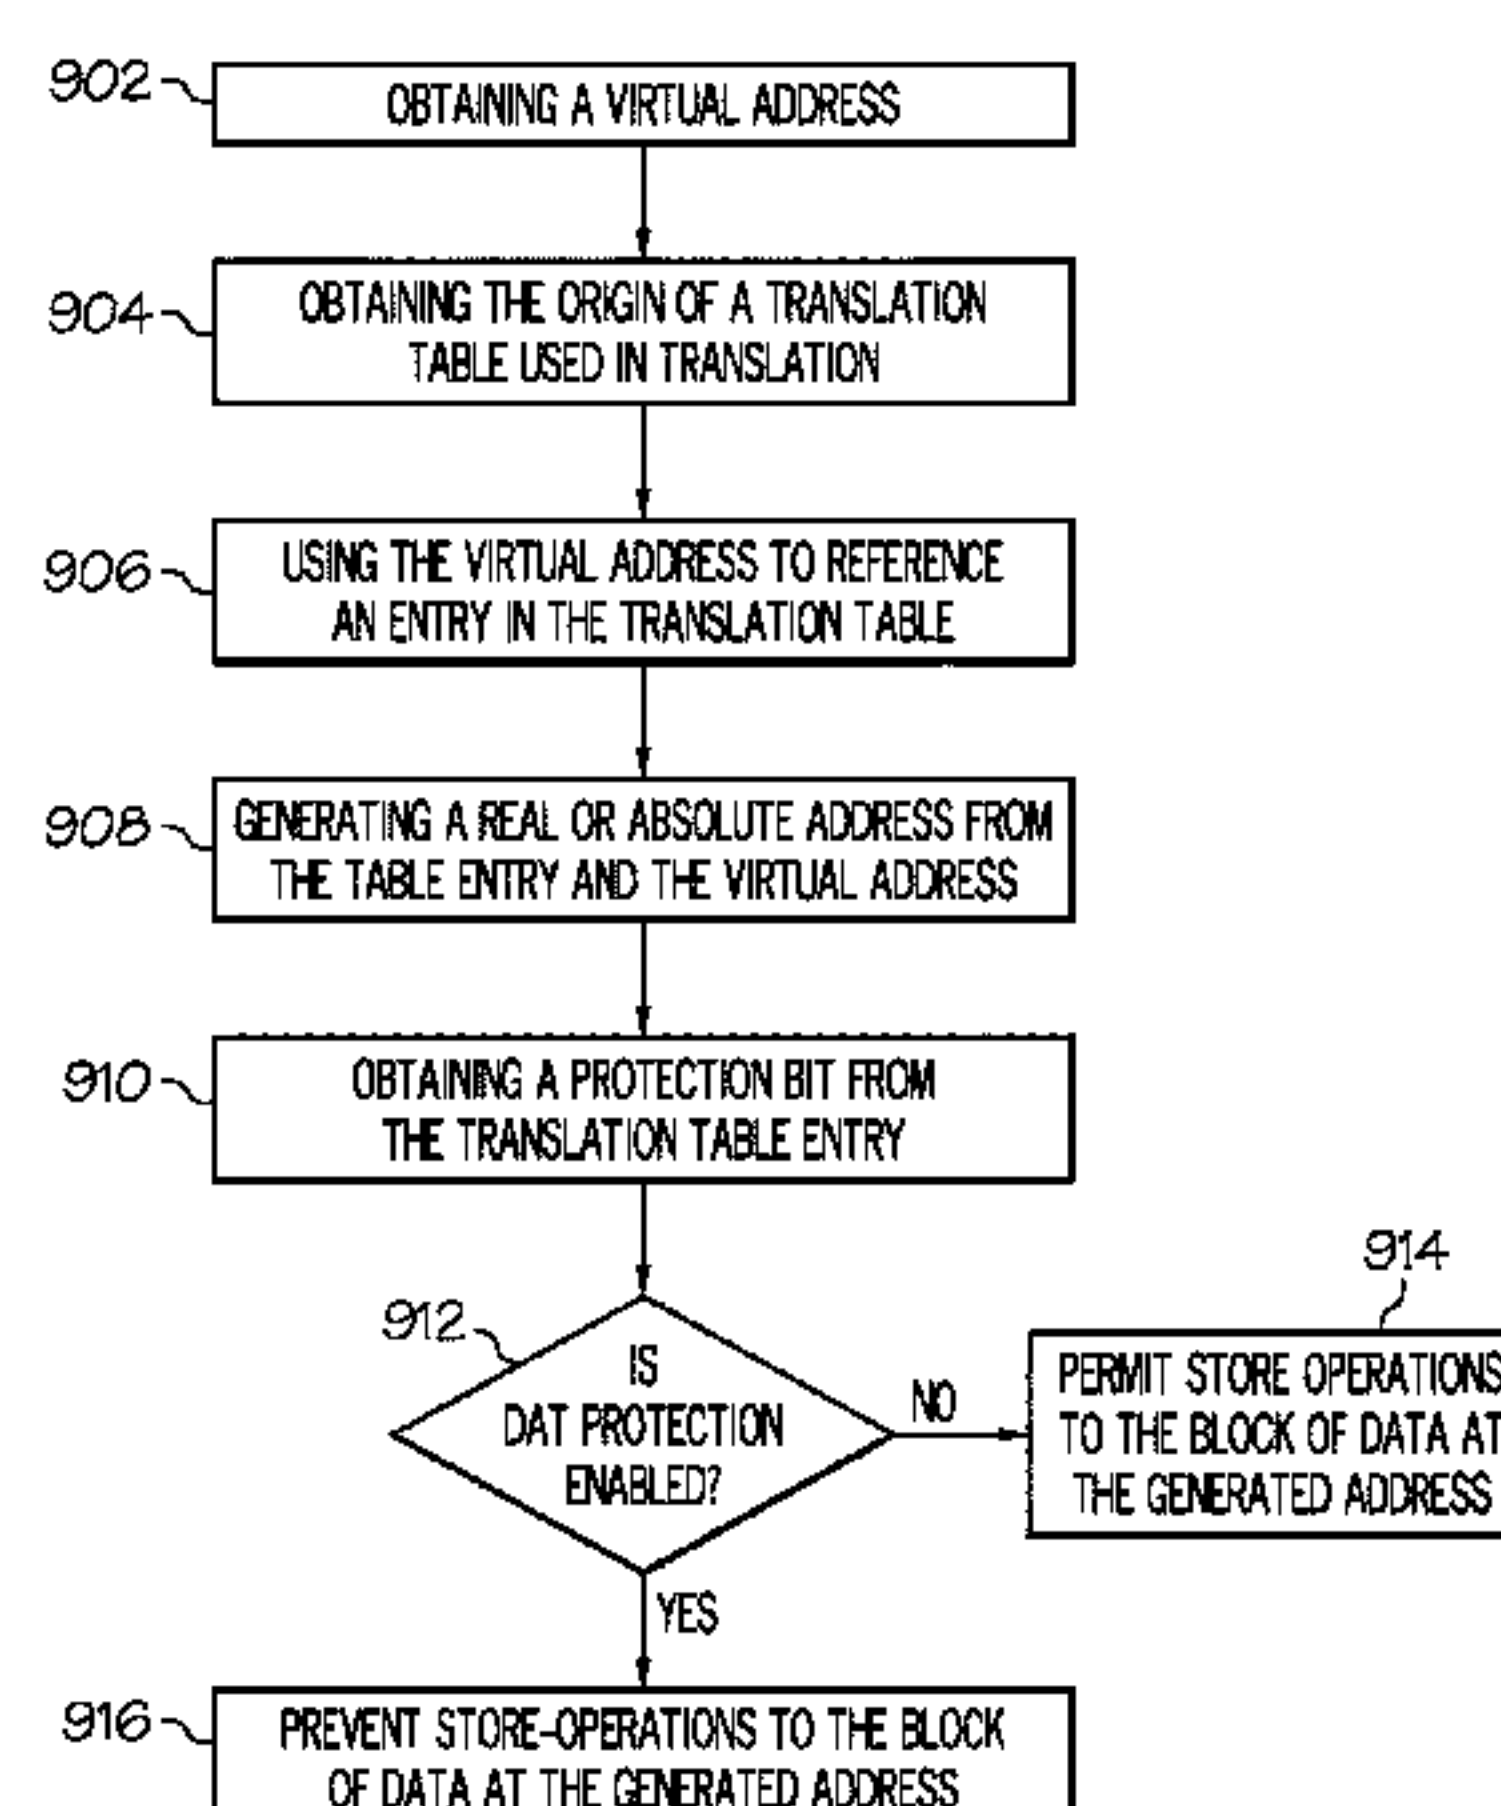 902
OBTAINING A VIRTUAL ADDRESS
904
OBTAINING THE ORIGIN OF A TRANSLATION
TABLE USED IN TRANSLATION
906
USING THE VIRTUAL ADDRESS TO REFERENCE
AN ENTRY IN THE TRANSLATION TABLE
908
GENERATING A REAL OR ABSOLUTE ADDRESS FROM
THE TABLE ENTRY AND THE VIRTUAL ADDRESS
910
OBTAINING A PROTECTION BIT FROM
THE TRANSLATION TABLE ENTRY
912
IS
DAT PROTECTION
ENABLED?
NO
914
PERMIT STORE OPERATIONS
TO THE BLOCK OF DATA AT
THE GENERATED ADDRESS
YES
916
PREVENT STORE-OPERATIONS TO THE BLOCK
OF DATA AT THE GENERATED ADDRESS